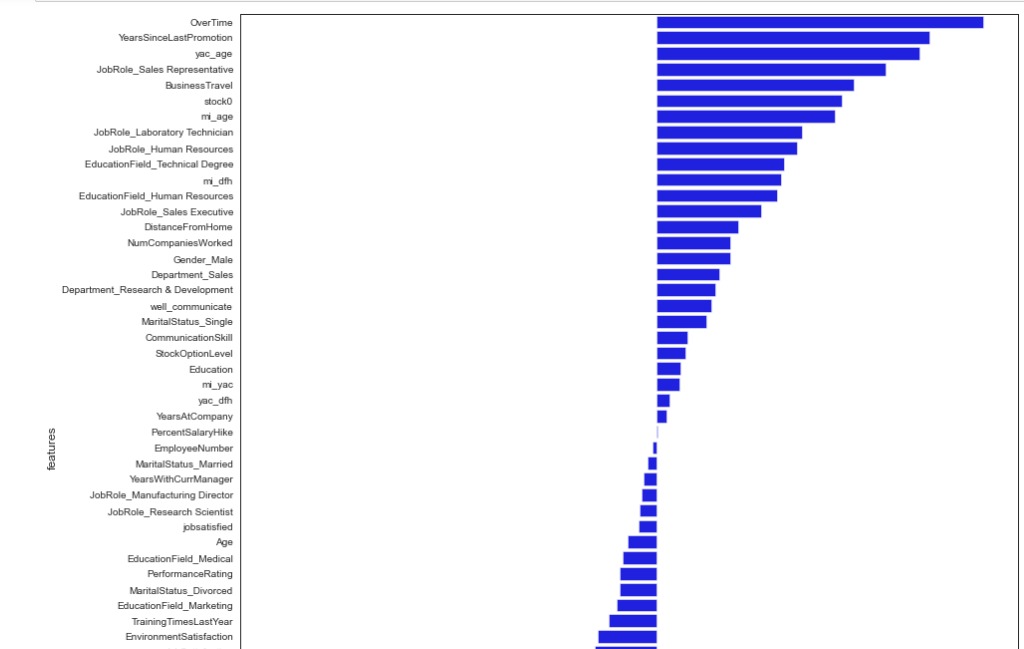 OverTime
YearsSinceLastPromotion
yac_age
JobRole_Sales Representative
BusinessTravel
stock0
mi_age
JobRole_Laboratory Technician
JobRole_Human Resources
EducationField_Technical Degree
mi_dfh
EducationField_Human Resources
JobRole_Sales Executive
DistanceFromHome
NumCompaniesWorked
Gender_Male
Department_Sales
Department_Research & Development
well_communicate
MaritalStatus_Single
CommunicationSkill
StockOptionLevel
Education
mi_yac
yac_dfh
YearsAtCompany
PercentSalaryHike
EmployeeNumber
MaritalStatus_Married
YearsWithCurrManager
JobRole_Manufacturing Director
JobRole_Research Scientist
jobsatisfied
Age
EducationField_Medical
PerformanceRating
MaritalStatus_Divorced
EducationField_Marketing
TrainingTimesLastYear
EnvironmentSatisfaction
features